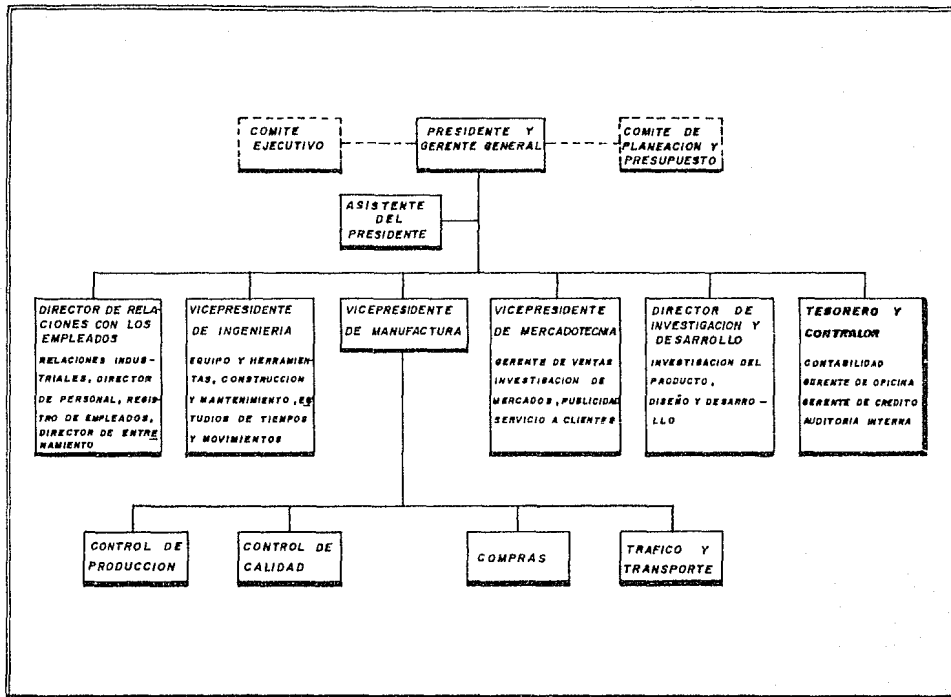 COMITE
EJECUTIVO
PRESIDENTE Y
GERENTE GENERAL
COMITE DE
PLANEACION Y
PRESUPUESTO
ASISTENTE
DEL
PRESIDENTE
DIRECTOR DE RELA-
CIONES CON LOS
EMPLEADOS
RELACIONES INDUS-
TRIALES, DIRECTOR
DE PERSONAL, REGIS
TRO DE EMPLEADOS,
DIRECTOR DE ENTRE
NAMIENTO
VICEPRESIDENTE
DE INGENIERIA
EQUIPO Y HERRAMIEN-
TAS, CONSTRUCCION
Y MANTENIMIENTO, ES
TUDIOS DE TIEMPOS
Y MOVIMIENTOS
VICEPRESIDENTE
DE MANUFACTURA
VICEPRESIDENTE
DE MERCADOTECNIA
GERENTE DE VENTAS
INVESTIGACION DE
MERCADOS, PUBLICIDAD
SERVICIO A CLIENTES
DIRECTOR DE
INVESTIGACION Y
DESARROLLO
INVESTIGACION DEL
PRODUCTO,
DISEÑO Y DESARRO-
LLO
TESORERO Y
CONTRALOR
CONTABILIDAD
GERENTE DE OFICINA
GERENTE DE CREDITO
AUDITORIA INTERNA
CONTROL DE
PRODUCCION
CONTROL DE
CALIDAD
COMPRAS
TRAFICO Y
TRANSPORTE